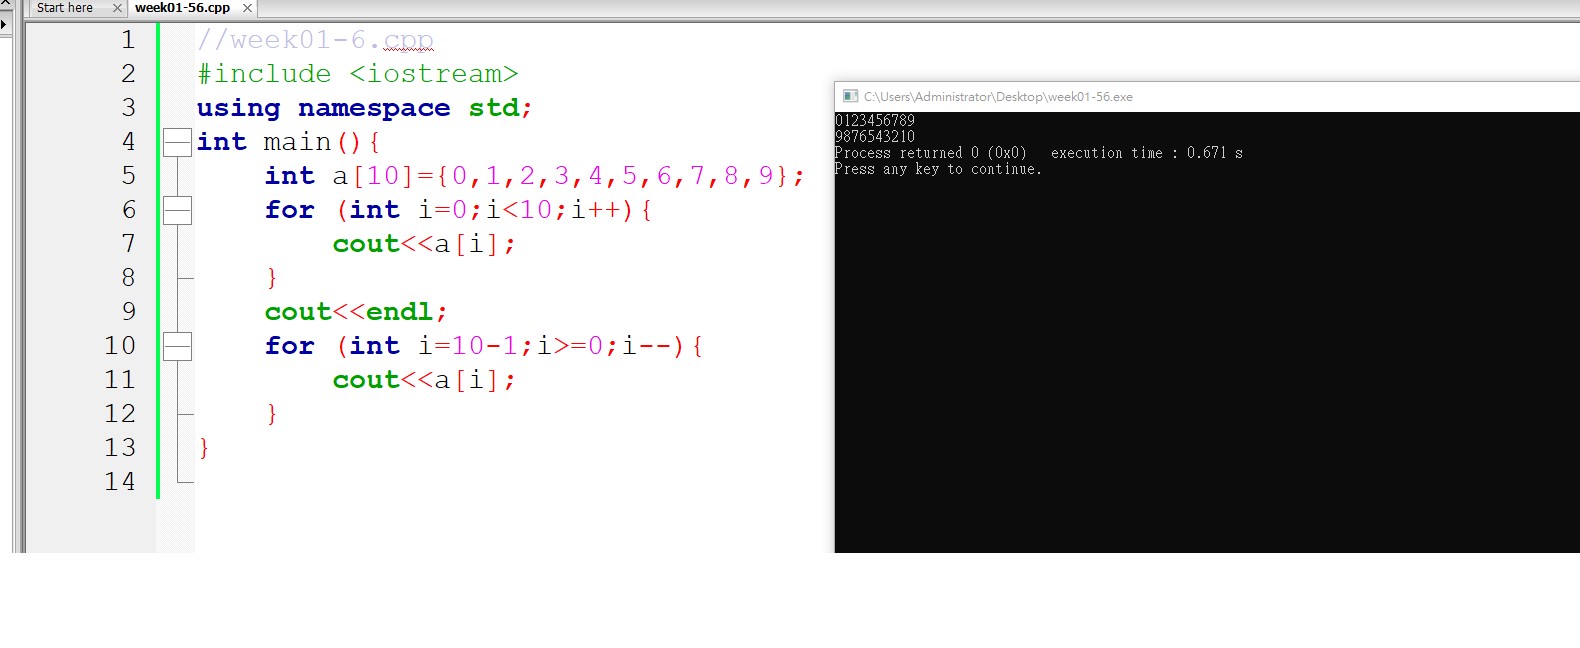 Start here
week01-56.cpp
1 //week01-6.cpp
2 #include <iostream>
3 using namespace std;
4 int main(){
5 int a[10]={0,1,2,3,4,5,6,7,8,9};
6 for (int i=0;i<10;i++){
7 cout<<a[i];
8 }
9 cout<<endl;
10 for (int i=10-1;i>=0;i--){
11 cout<<a[i];
12 }
13 }
14
C:\Users\Administrator\Desktop\week01-56.exe
0123456789
9876543210
Process returned 0 (0x0) execution time : 0.671 s
Press any key to continue.